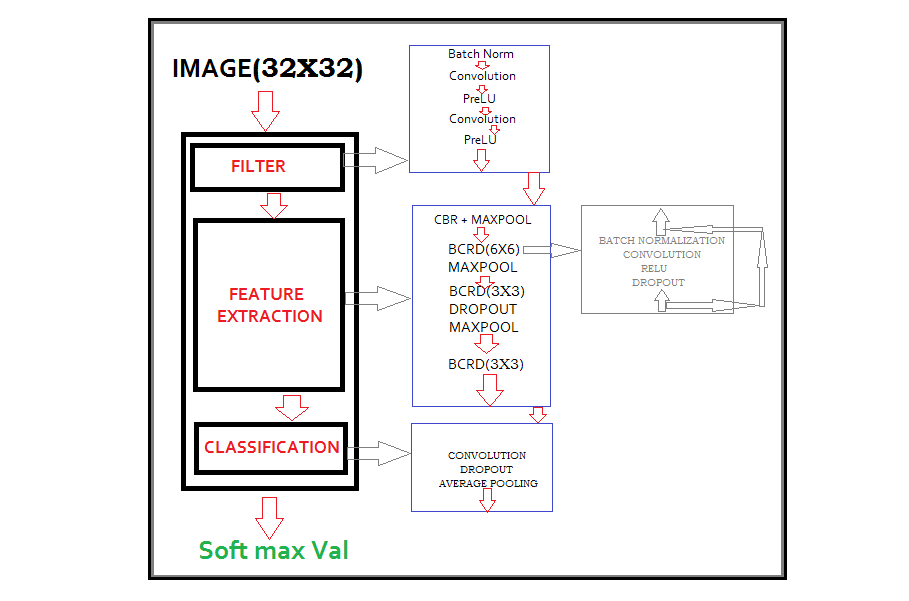 IMAGE(32X32)
FILTER
FEATURE
EXTRACTION
CLASSIFICATION
Soft max Val
Batch Norm
Convolution
PreLU
Convolution
PreLU
CBR + MAXPOOL
BCRD(6X6)
MAXPOOL
BCRD(3X3)
DROPOUT
MAXPOOL
BCRD(3X3)
CONVOLUTION
DROPOUT
AVERAGE POOLING
BATCH NORMALIZATION
CONVOLUTION
RELU
DROPOUT